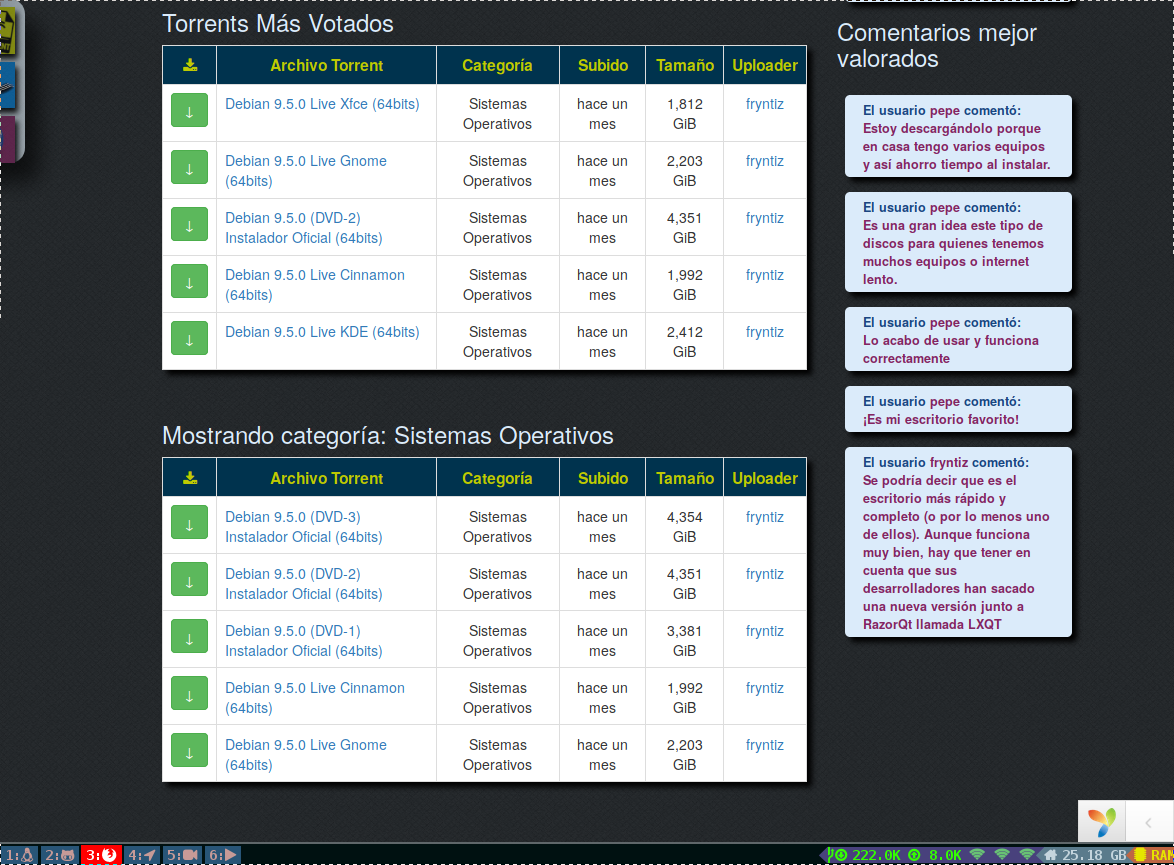 Torrents Más Votados
Archivo Torrent Categoría Subido Tamaño Uploader
Debian 9.5.0 Live Xfce (64bits) Sistemas hace un 1,812 fryntiz
Operativos mes GiB
Debian 9.5.0 Live Gnome Sistemas hace un 2,203 fryntiz
(64bits) Operativos mes GiB
Debian 9.5.0 (DVD-2) Sistemas hace un 4,351 fryntiz
Instalador Oficial (64bits) Operativos mes GiB
Debian 9.5.0 Live Cinnamon Sistemas hace un 1,992 fryntiz
(64bits) Operativos mes GiB
Debian 9.5.0 Live KDE (64bits) Sistemas hace un 2,412 fryntiz
Operativos mes GiB
Mostrando categoría: Sistemas Operativos
Archivo Torrent Categoría Subido Tamaño Uploader
Debian 9.5.0 (DVD-3) Sistemas hace un 4,354 fryntiz
Instalador Oficial (64bits) Operativos mes GiB
Debian 9.5.0 (DVD-2) Sistemas hace un 4,351 fryntiz
Instalador Oficial (64bits) Operativos mes GiB
Debian 9.5.0 (DVD-1) Sistemas hace un 3,381 fryntiz
Instalador Oficial (64bits) Operativos mes GiB
Debian 9.5.0 Live Cinnamon Sistemas hace un 1,992 fryntiz
(64bits) Operativos mes GiB
Debian 9.5.0 Live Gnome Sistemas hace un 2,203 fryntiz
(64bits) Operativos mes GiB
Comentarios mejor
valorados
El usuario pepe comentó:
Estoy descargándolo porque
en casa tengo varios equipos
y así ahorro tiempo al instalar.
El usuario pepe comentó:
Es una gran idea este tipo de
discos para quienes tenemos
muchos equipos o internet
lento.
El usuario pepe comentó:
Lo acabo de usar y funciona
correctamente
El usuario pepe comentó:
¡Es mi escritorio favorito!
El usuario fryntiz comentó:
Se podría decir que es el
escritorio más rápido y
completo (o por lo menos uno
de ellos). Aunque funciona
muy bien, hay que tener en
cuenta que sus
desarrolladores han sacado
una nueva versión junto a
RazorQt llamada LXQT
1: 2: 3: 4: 5: 6: 222.0K 8.0K 25.18 GB RAM